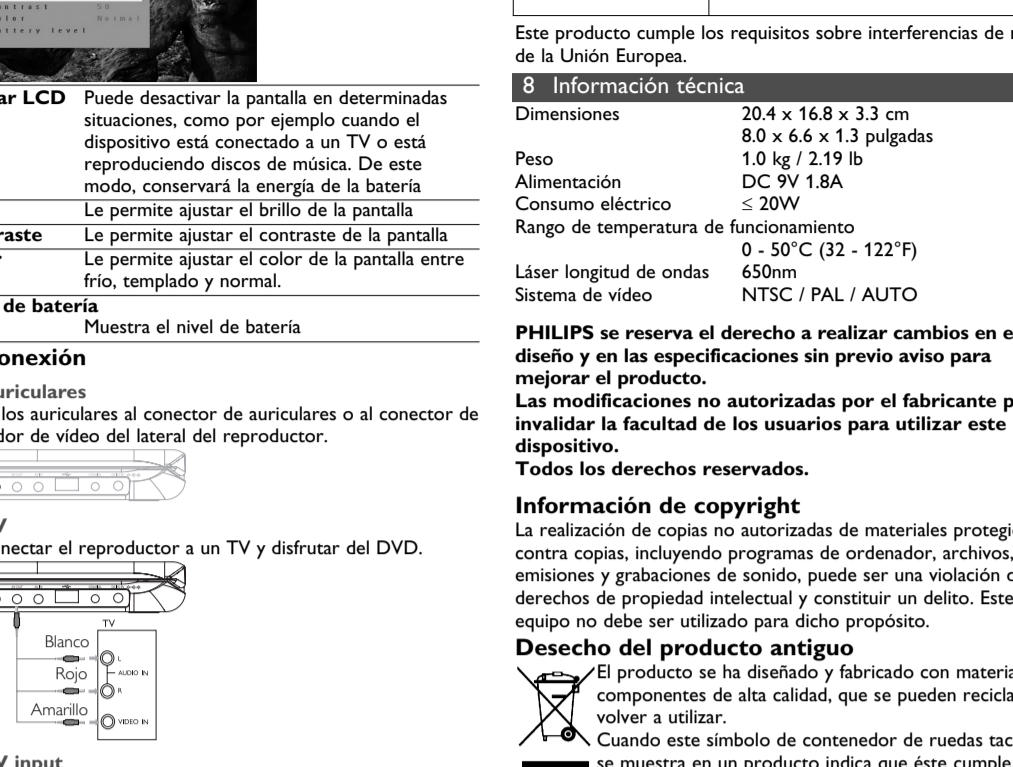 ontrast 50
olor Normal
attery level
ar LCD Puede desactivar la pantalla en determinadas
situaciones, como por ejemplo cuando el
dispositivo está conectado a un TV o está
reproduciendo discos de música. De este
modo, conservará la energía de la batería
Le permite ajustar el brillo de la pantalla
raste Le permite ajustar el contraste de la pantalla
Le permite ajustar el color de la pantalla entre
frío, templado y normal.
de batería
Muestra el nivel de batería
onexión
uriculares
los auriculares al conector de auriculares o al conector de
dor de vídeo del lateral del reproductor.
V
nectar el reproductor a un TV y disfrutar del DVD.
TV
Blanco
L
Rojo
AUDIO IN
R
Amarillo
VIDEO IN
V input
Este producto cumple los requisitos sobre interferencias de r
de la Unión Europea.
8 Información técnica
Dimensiones 20.4 x 16.8 x 3.3 cm
8.0 x 6.6 x 1.3 pulgadas
Peso 1.0 kg / 2.19 lb
Alimentación DC 9V 1.8A
Consumo eléctrico ≤ 20W
Rango de temperatura de funcionamiento
0 - 50°C (32 - 122°F)
Láser longitud de ondas 650nm
Sistema de vídeo NTSC / PAL / AUTO
PHILIPS se reserva el derecho a realizar cambios en e
diseño y en las especificaciones sin previo aviso para
mejorar el producto.
Las modificaciones no autorizadas por el fabricante p
invalidar la facultad de los usuarios para utilizar este
dispositivo.
Todos los derechos reservados.
Información de copyright
La realización de copias no autorizadas de materiales protegi
contra copias, incluyendo programas de ordenador, archivos,
emisiones y grabaciones de sonido, puede ser una violación d
derechos de propiedad intelectual y constituir un delito. Este
equipo no debe ser utilizado para dicho propósito.
Desecho del producto antiguo
El producto se ha diseñado y fabricado con materia
componentes de alta calidad, que se pueden recicla
volver a utilizar.
Cuando este símbolo de contenedor de ruedas tac
se muestra en un producto indica que éste cumple